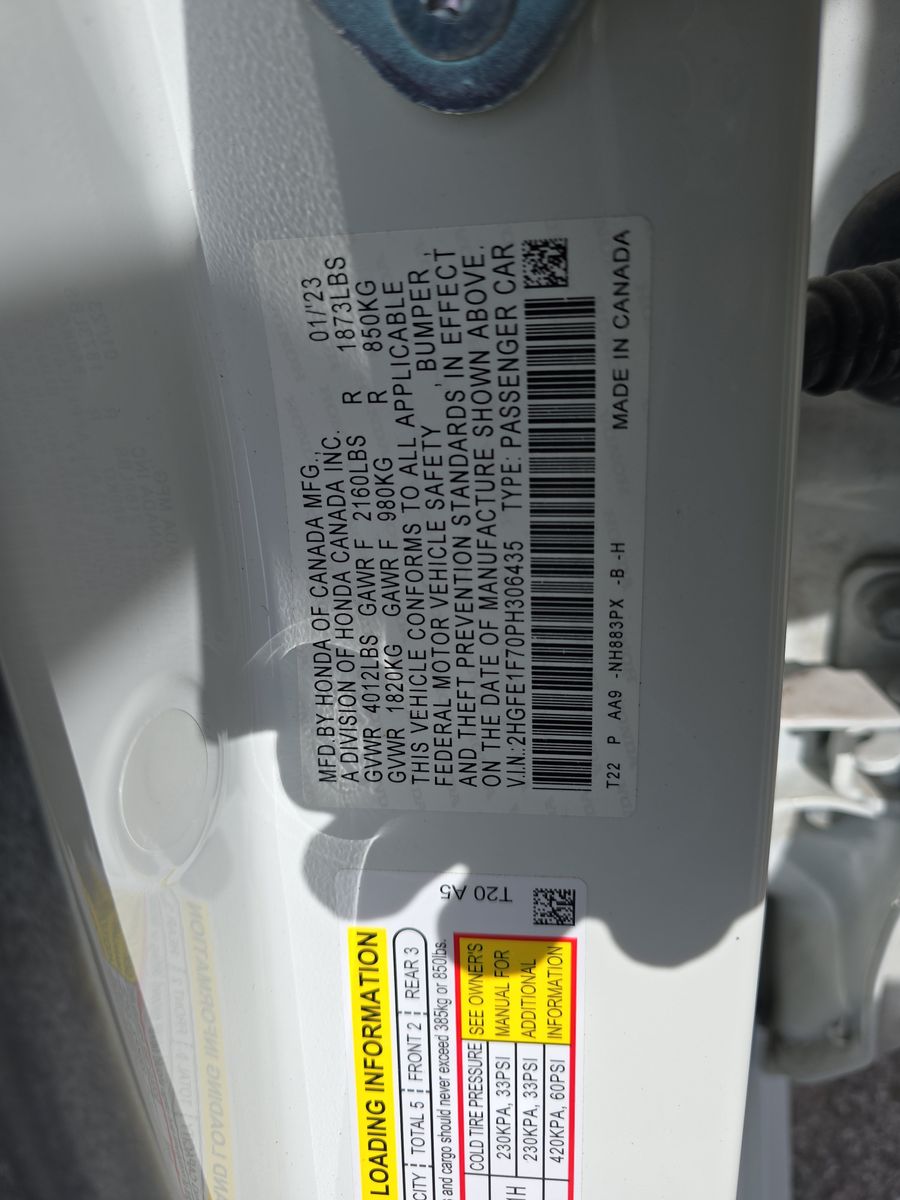 MFD.BY HONDA OF CANADA MFG.,
A DIVISION OF HONDA CANADA INC. 01/'23
GVWR 4012LBS GAWR F 2160LBS R 1873LBS
GVWR 1820KG GAWR F 980KG R 850KG
THIS VEHICLE CONFORMS TO ALL APPLICABLE
FEDERAL MOTOR VEHICLE SAFETY, BUMPER,
AND THEFT PREVENTION STANDARDS IN EFFECT
ON THE DATE OF MANUFACTURE SHOWN ABOVE.
V.I.N.:2HGFE1F70PH306435 TYPE: PASSENGER CAR
T22 P AA9 -NH883PX -B -H MADE IN CANADA
LOADING INFORMATION
TOTAL 5 FRONT 2 REAR 3
and cargo should never exceed 385kg or 850lbs.
COLD TIRE PRESSURE
230KPA, 33PSI
230KPA, 33PSI
420KPA, 60PSI
SEE OWNER'S
MANUAL FOR
ADDITIONAL
INFORMATION
T20 A5